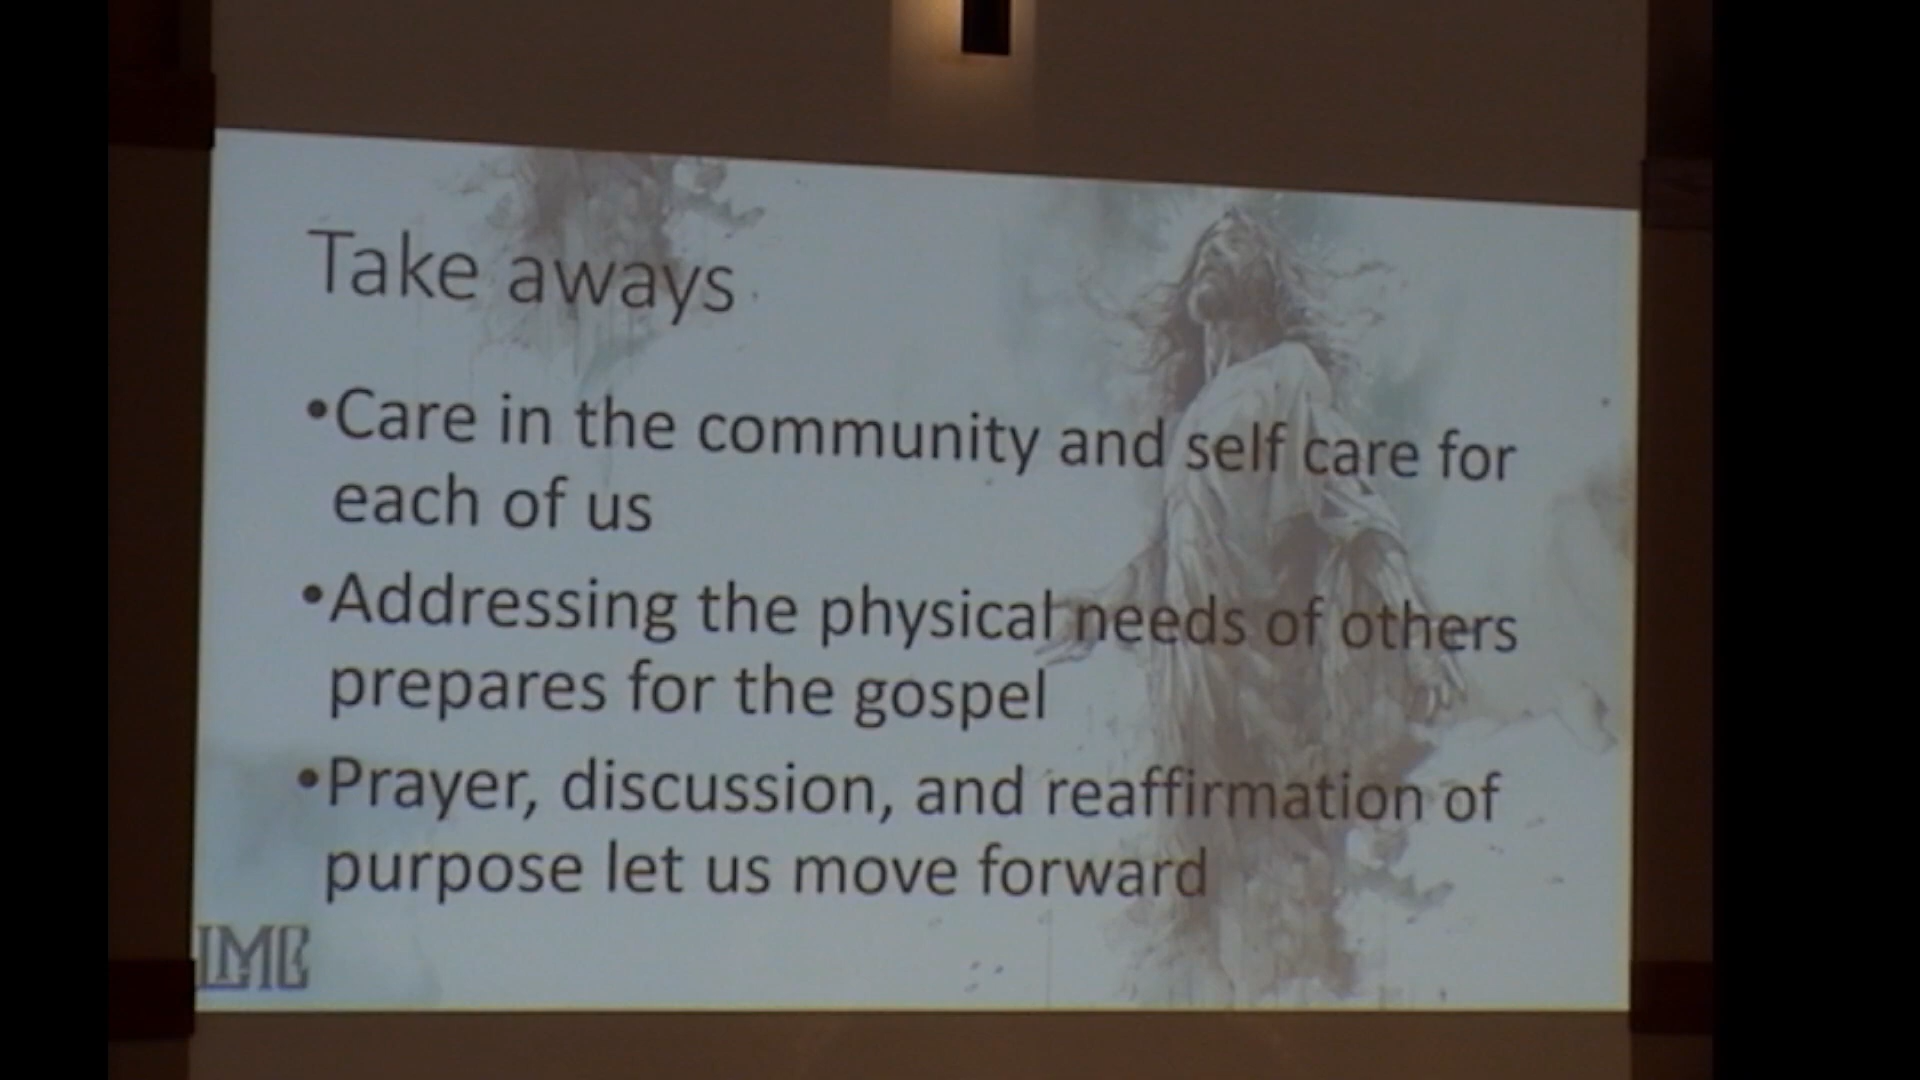 Take aways
•Care in the community and self care for
each of us
•Addressing the physical needs of others
prepares for the gospel
•Prayer, discussion, and reaffirmation of
purpose let us move forward
LMC